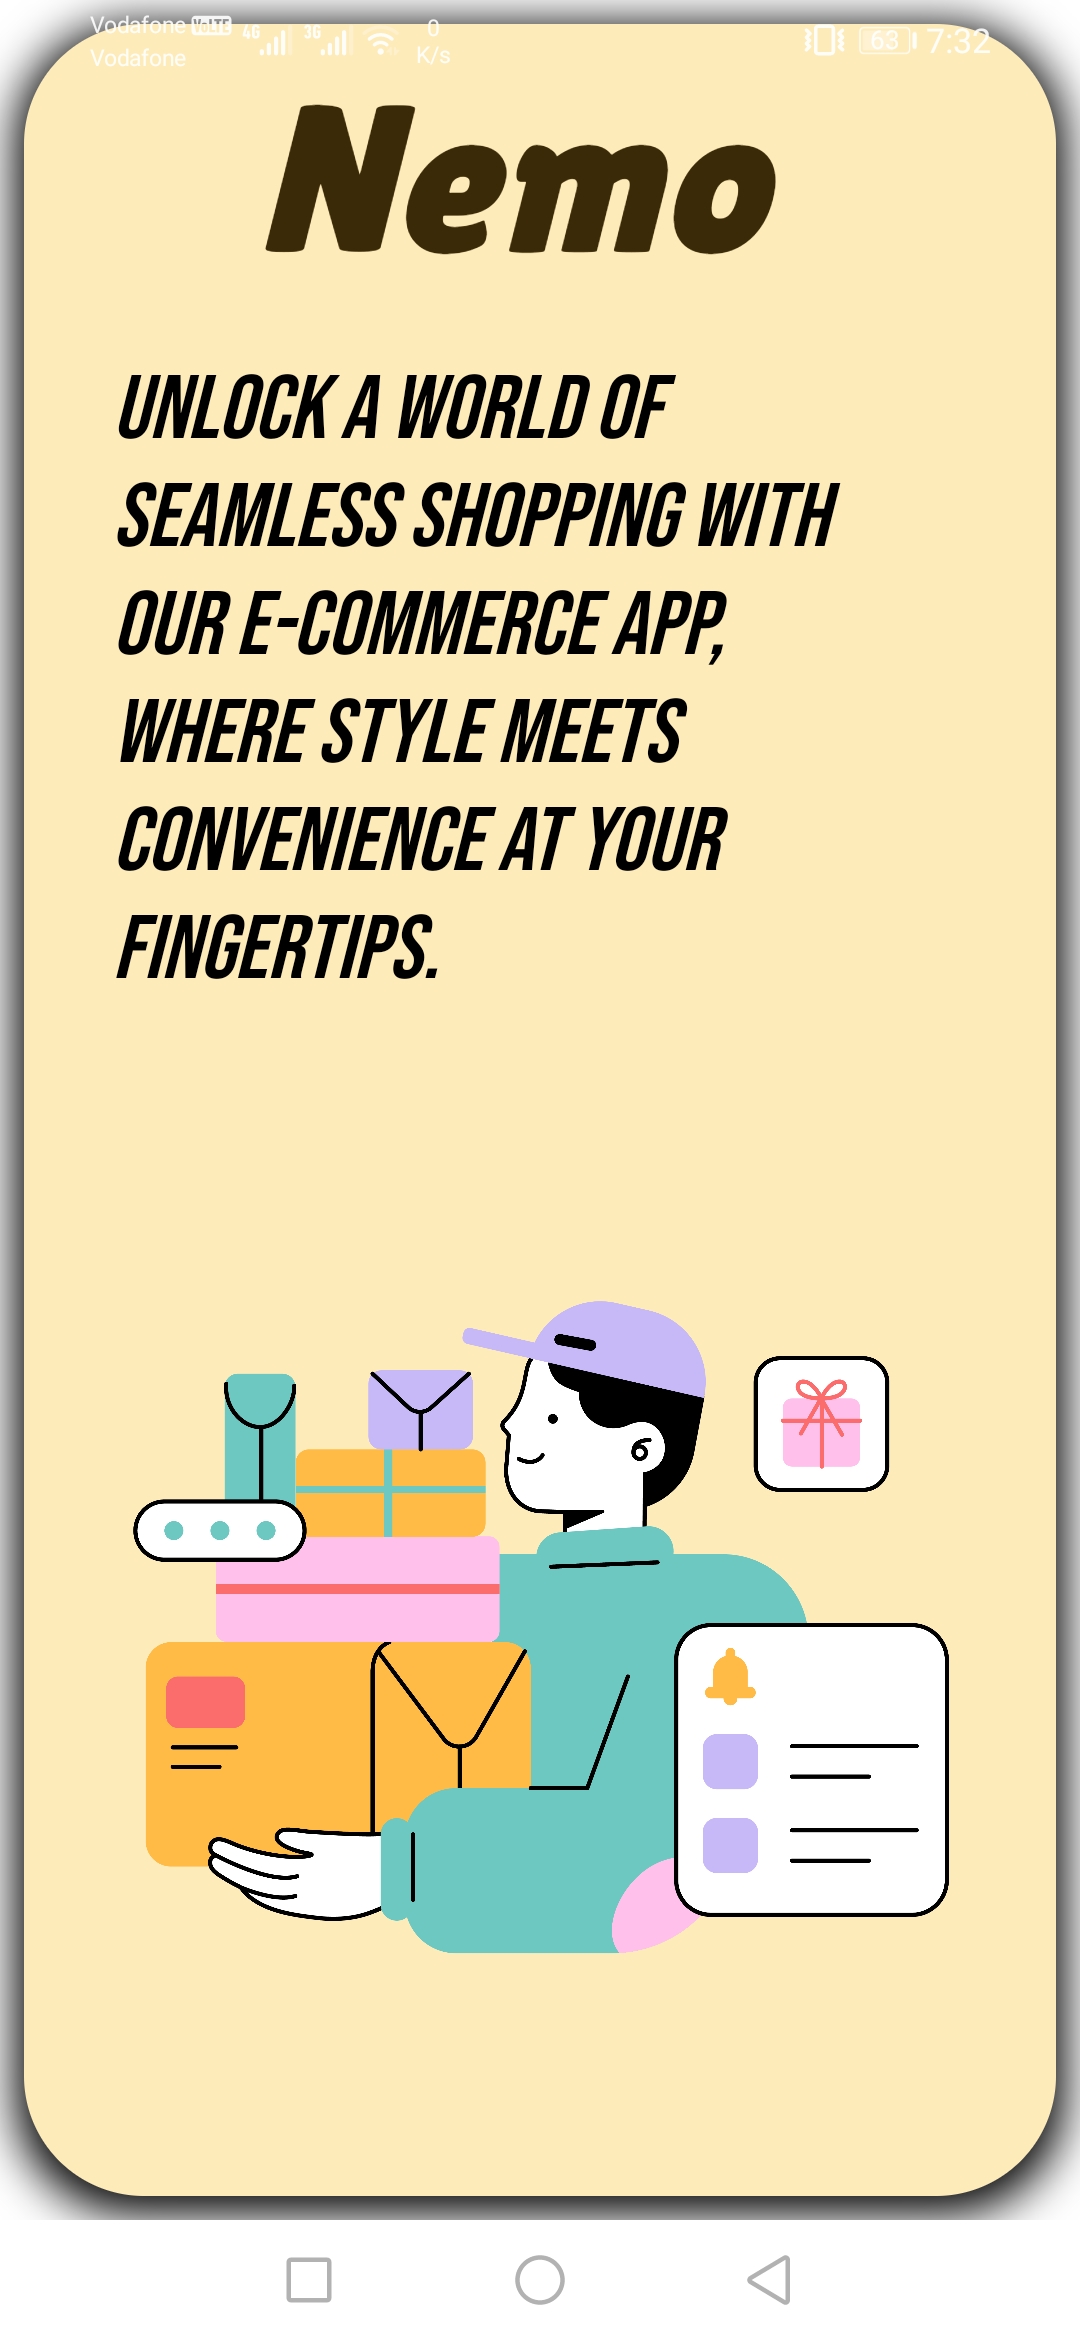 Vodafone VoLTE 4G 3G 0 63 7:32
Vodafone K/s
Nemo
UNLOCK A WORLD OF
SEAMLESS SHOPPING WITH
OUR E-COMMERCE APP,
WHERE STYLE MEETS
CONVENIENCE AT YOUR
FINGERTIPS.